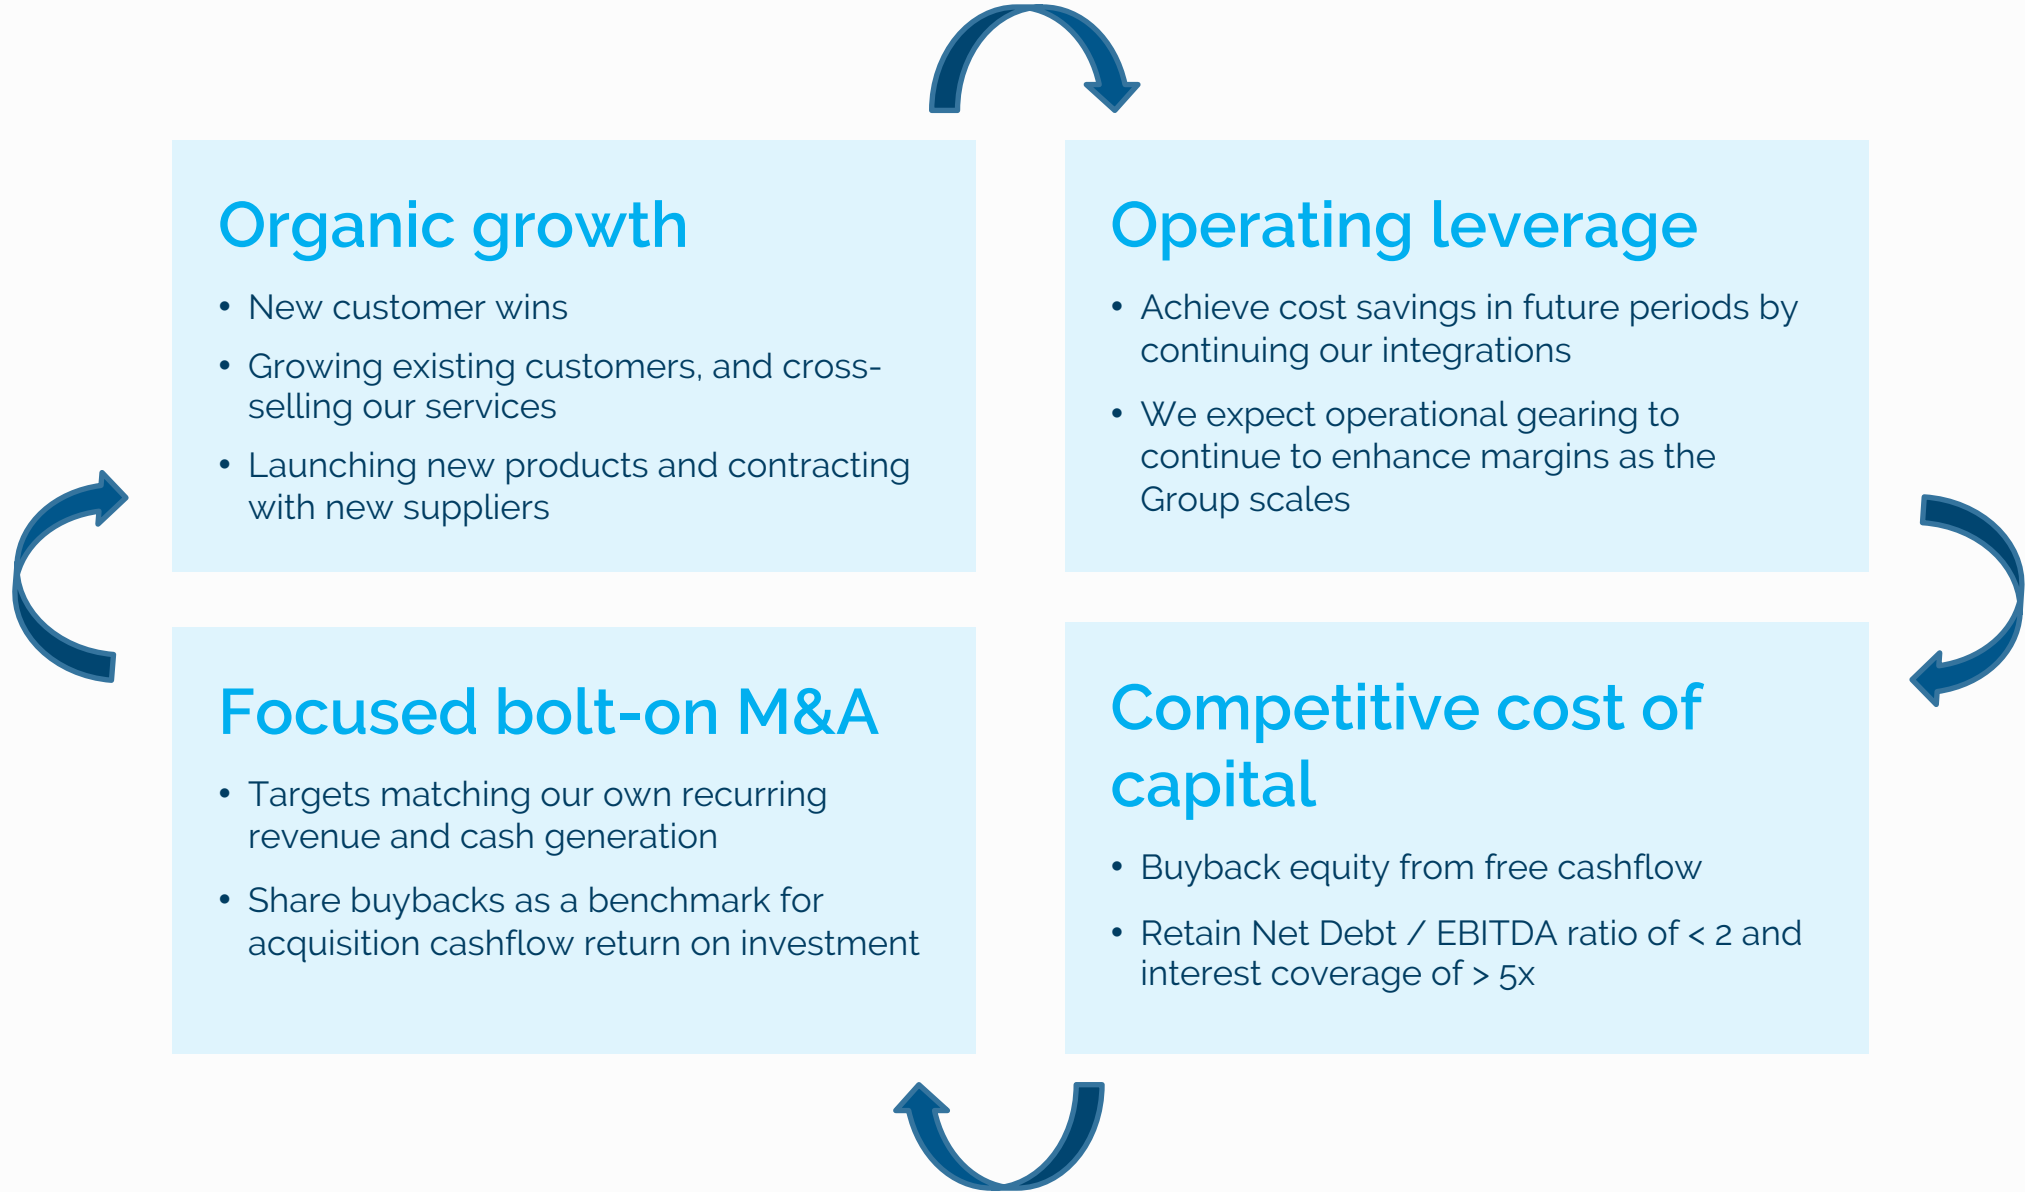 Organic growth
• New customer wins
• Growing existing customers, and cross-
selling our services
• Launching new products and contracting
with new suppliers
Operating leverage
• Achieve cost savings in future periods by
continuing our integrations
• We expect operational gearing to
continue to enhance margins as the
Group scales
Focused bolt-on M&A
• Targets matching our own recurring
revenue and cash generation
• Share buybacks as a benchmark for
acquisition cashflow return on investment
Competitive cost of
capital
• Buyback equity from free cashflow
• Retain Net Debt / EBITDA ratio of < 2 and
interest coverage of > 5x